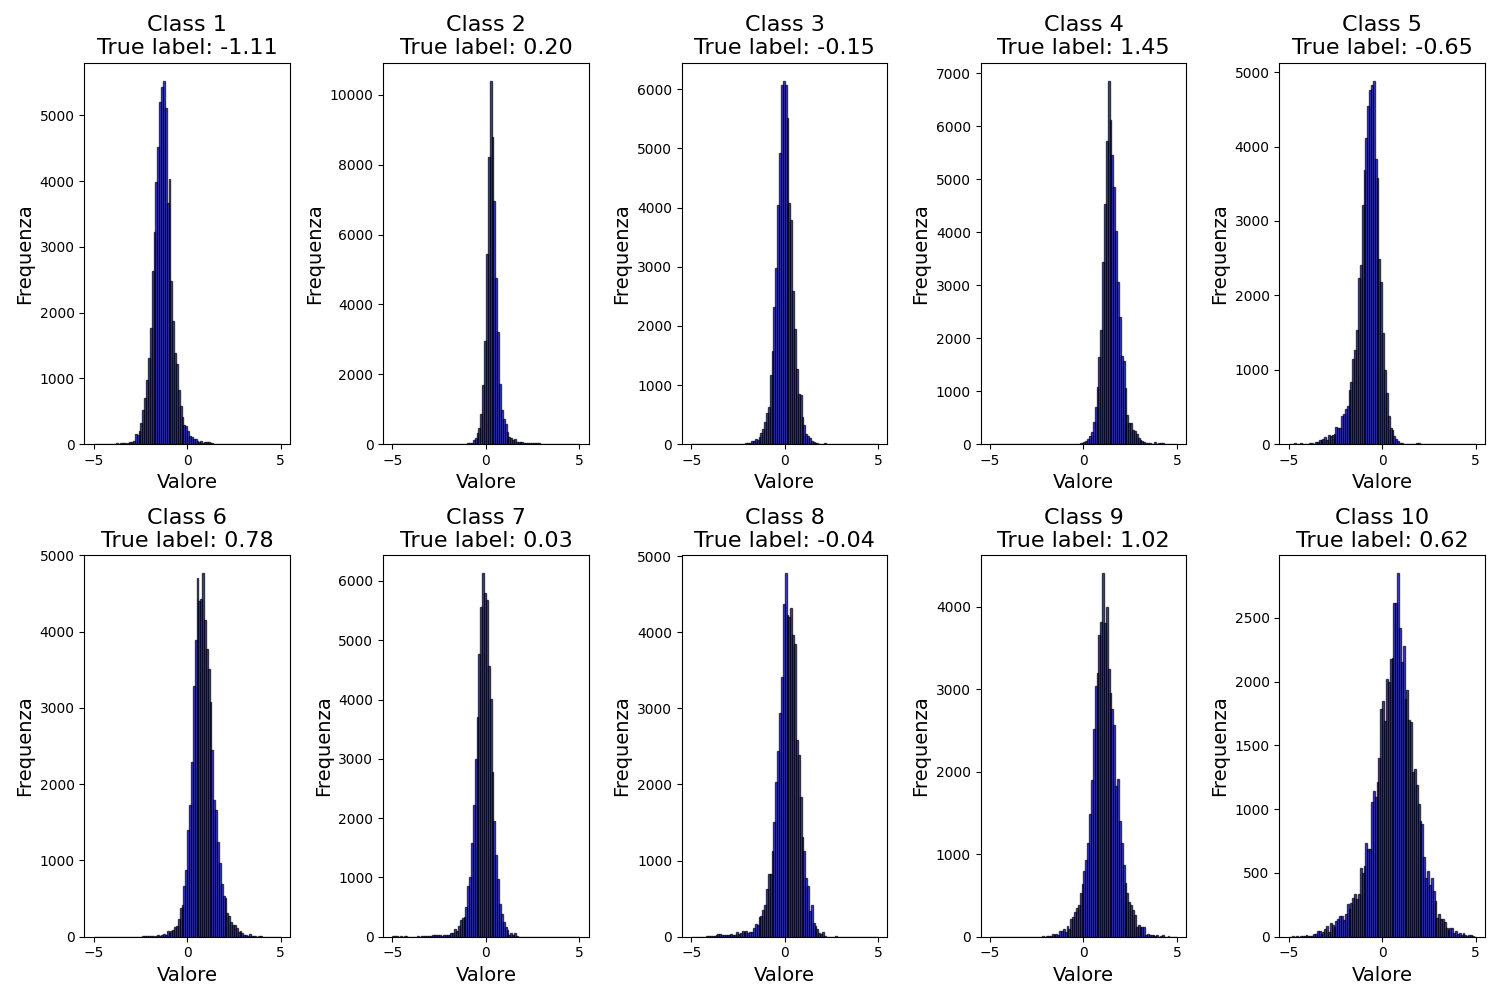 Class 1
True label: -1.11
Class 2
True label: 0.20
Class 3
True label: -0.15
Class 4
True label: 1.45
Class 5
True label: -0.65
5000
4000
3000
2000
1000
0
Frequenza
−5
0
5
Valore
10000
8000
6000
4000
2000
0
Frequenza
−5
0
5
Valore
6000
5000
4000
3000
2000
1000
0
Frequenza
−5
0
5
Valore
7000
6000
5000
4000
3000
2000
1000
0
Frequenza
−5
0
5
Valore
5000
4000
3000
2000
1000
0
Frequenza
−5
0
5
Valore
Class 6
True label: 0.78
Class 7
True label: 0.03
Class 8
True label: -0.04
Class 9
True label: 1.02
Class 10
True label: 0.62
5000
4000
3000
2000
1000
0
Frequenza
−5
0
5
Valore
6000
5000
4000
3000
2000
1000
0
Frequenza
−5
0
5
Valore
5000
4000
3000
2000
1000
0
Frequenza
−5
0
5
Valore
4000
3000
2000
1000
0
Frequenza
−5
0
5
Valore
2500
2000
1500
1000
500
0
Frequenza
−5
0
5
Valore